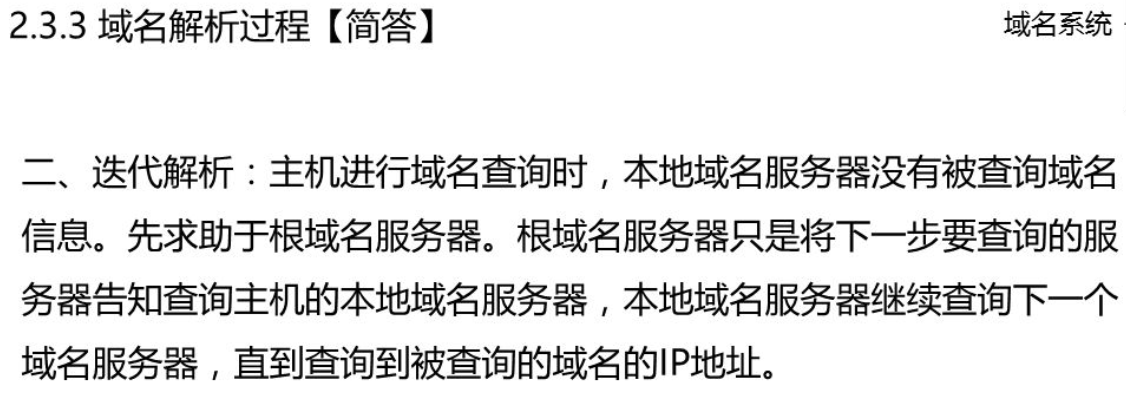 2.3.3 域名解析过程【简答】
域名系统
二、迭代解析：主机进行域名查询时，本地域名服务器没有被查询域名
信息。先求助于根域名服务器。根域名服务器只是将下一步要查询的服
务器告知查询主机的本地域名服务器，本地域名服务器继续查询下一个
域名服务器，直到查询到被查询的域名的IP地址。